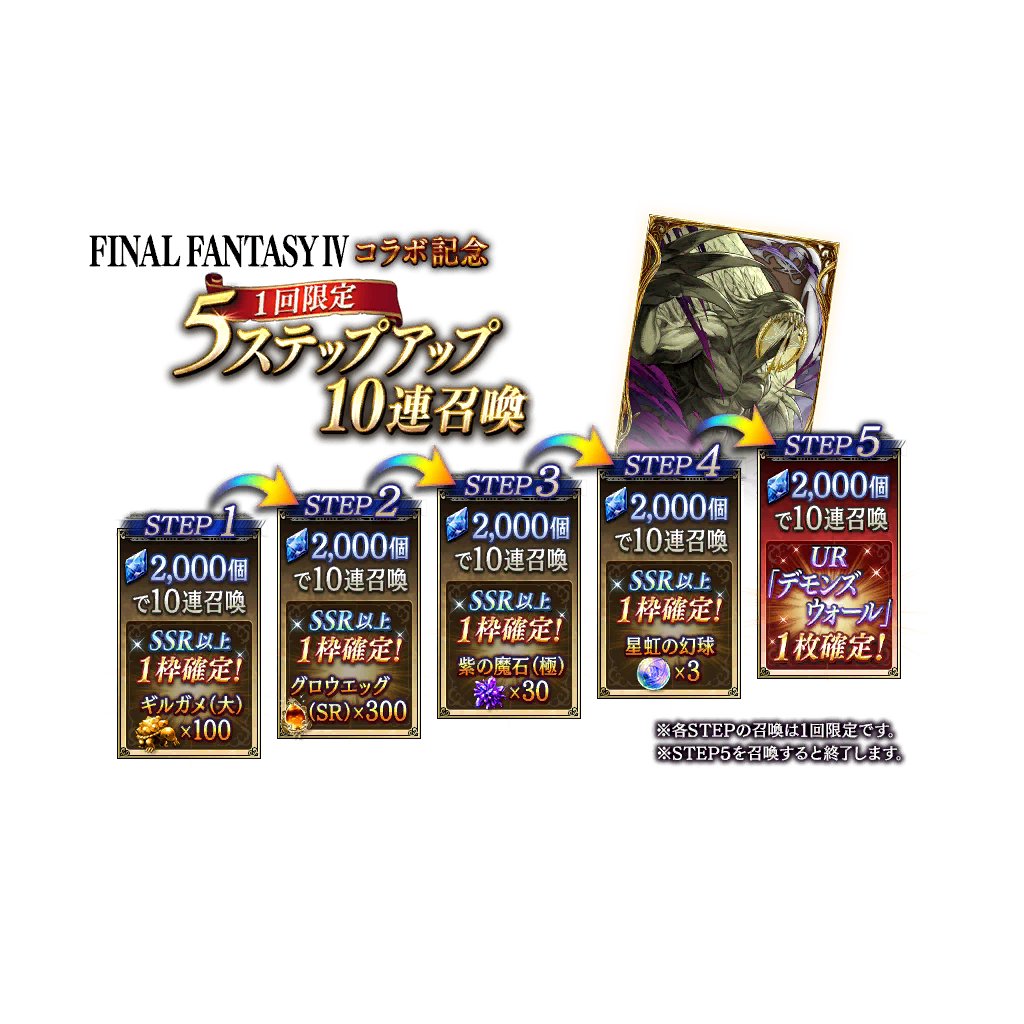 FINAL FANTASY IV コラボ記念
1回限定
5ステップアップ
10連召喚
STEP 1
2,000個
で10連召喚
SSR以上
1枠確定!
ギルガメ(大)
×100
STEP 2
2,000個
で10連召喚
SSR以上
1枠確定!
グロウエッグ
(SR)×300
STEP 3
2,000個
で10連召喚
SSR以上
1枠確定!
紫の魔石(極)
×30
STEP 4
2,000個
で10連召喚
SSR以上
1枠確定!
星虹の幻球
×3
STEP 5
2,000個
で10連召喚
UR
「デモンズ
ウォール」
1枚確定!
※各STEPの召喚は1回限定です。
※STEP5を召喚すると終了します。